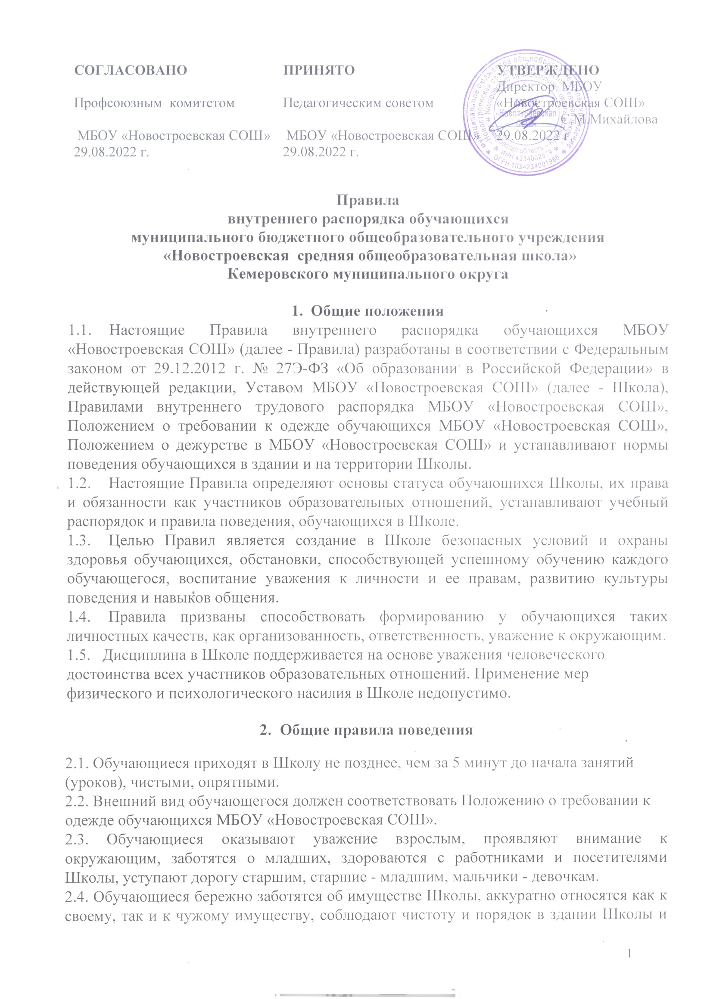 СОГЛАСОВАНО
Профсоюзным комитетом
МБОУ «Новостроевская СОШ»
29.08.2022 г.
ПРИНЯТО
Педагогическим советом
МБОУ «Новостроевская СОШ»
29.08.2022 г.
УТВЕРЖДЕНО
Директор МБОУ
«Новостроевская СОШ»
С.М.Михайлова
29.08.2022 г.
муниципальное бюджетное общеобразовательное учреждение
«Новостроевская средняя общеобразовательная школа»
Кемеровского муниципального округа
ИНН 4234002579
ОГРН 1034234001966
МБОУ
«Новостроевская
СОШ»
Правила
внутреннего распорядка обучающихся
муниципального бюджетного общеобразовательного учреждения
«Новостроевская средняя общеобразовательная школа»
Кемеровского муниципального округа
1. Общие положения
1.1. Настоящие Правила внутреннего распорядка обучающихся МБОУ
«Новостроевская СОШ» (далее - Правила) разработаны в соответствии с Федеральным
законом от 29.12.2012 г. № 27Э-ФЗ «Об образовании в Российской Федерации» в
действующей редакции, Уставом МБОУ «Новостроевская СОШ» (далее - Школа),
Правилами внутреннего трудового распорядка МБОУ «Новостроевская СОШ»,
Положением о требовании к одежде обучающихся МБОУ «Новостроевская СОШ»,
Положением о дежурстве в МБОУ «Новостроевская СОШ» и устанавливают нормы
поведения обучающихся в здании и на территории Школы.
1.2. Настоящие Правила определяют основы статуса обучающихся Школы, их права
и обязанности как участников образовательных отношений, устанавливают учебный
распорядок и правила поведения, обучающихся в Школе.
1.3. Целью Правил является создание в Школе безопасных условий и охраны
здоровья обучающихся, обстановки, способствующей успешному обучению каждого
обучающегося, воспитание уважения к личности и ее правам, развитию культуры
поведения и навыков общения.
1.4. Правила призваны способствовать формированию у обучающихся таких
личностных качеств, как организованность, ответственность, уважение к окружающим.
1.5. Дисциплина в Школе поддерживается на основе уважения человеческого
достоинства всех участников образовательных отношений. Применение мер
физического и психологического насилия в Школе недопустимо.
2. Общие правила поведения
2.1. Обучающиеся приходят в Школу не позднее, чем за 5 минут до начала занятий
(уроков), чистыми, опрятными.
2.2. Внешний вид обучающегося должен соответствовать Положению о требовании к
одежде обучающихся МБОУ «Новостроевская СОШ».
2.3. Обучающиеся оказывают уважение взрослым, проявляют внимание к
окружающим, заботятся о младших, здороваются с работниками и посетителями
Школы, уступают дорогу старшим, старшие - младшим, мальчики - девочкам.
2.4. Обучающиеся бережно заботятся об имуществе Школы, аккуратно относятся как к
своему, так и к чужому имуществу, соблюдают чистоту и порядок в здании Школы и
1